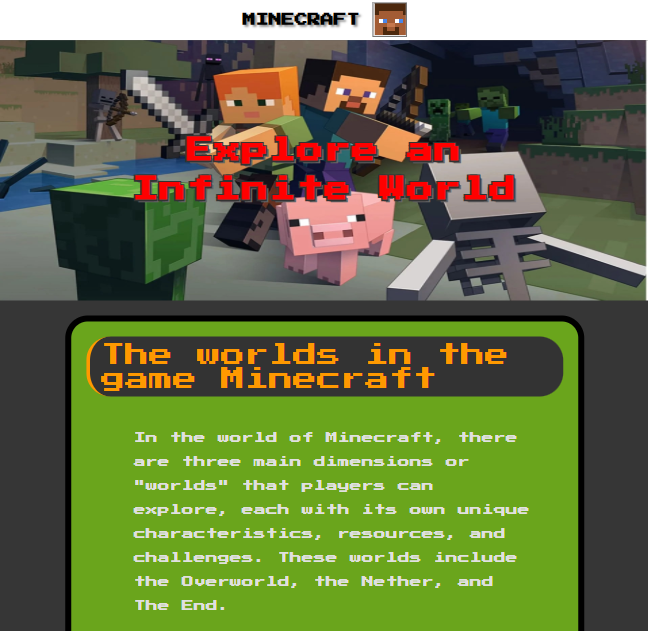 MINECRAFT
Explore an
Infinite World
The worlds in the
game Minecraft
In the world of Minecraft, there
are three main dimensions or
"worlds" that players can
explore, each with its own unique
characteristics, resources, and
challenges. These worlds include
the Overworld, the Nether, and
The End.